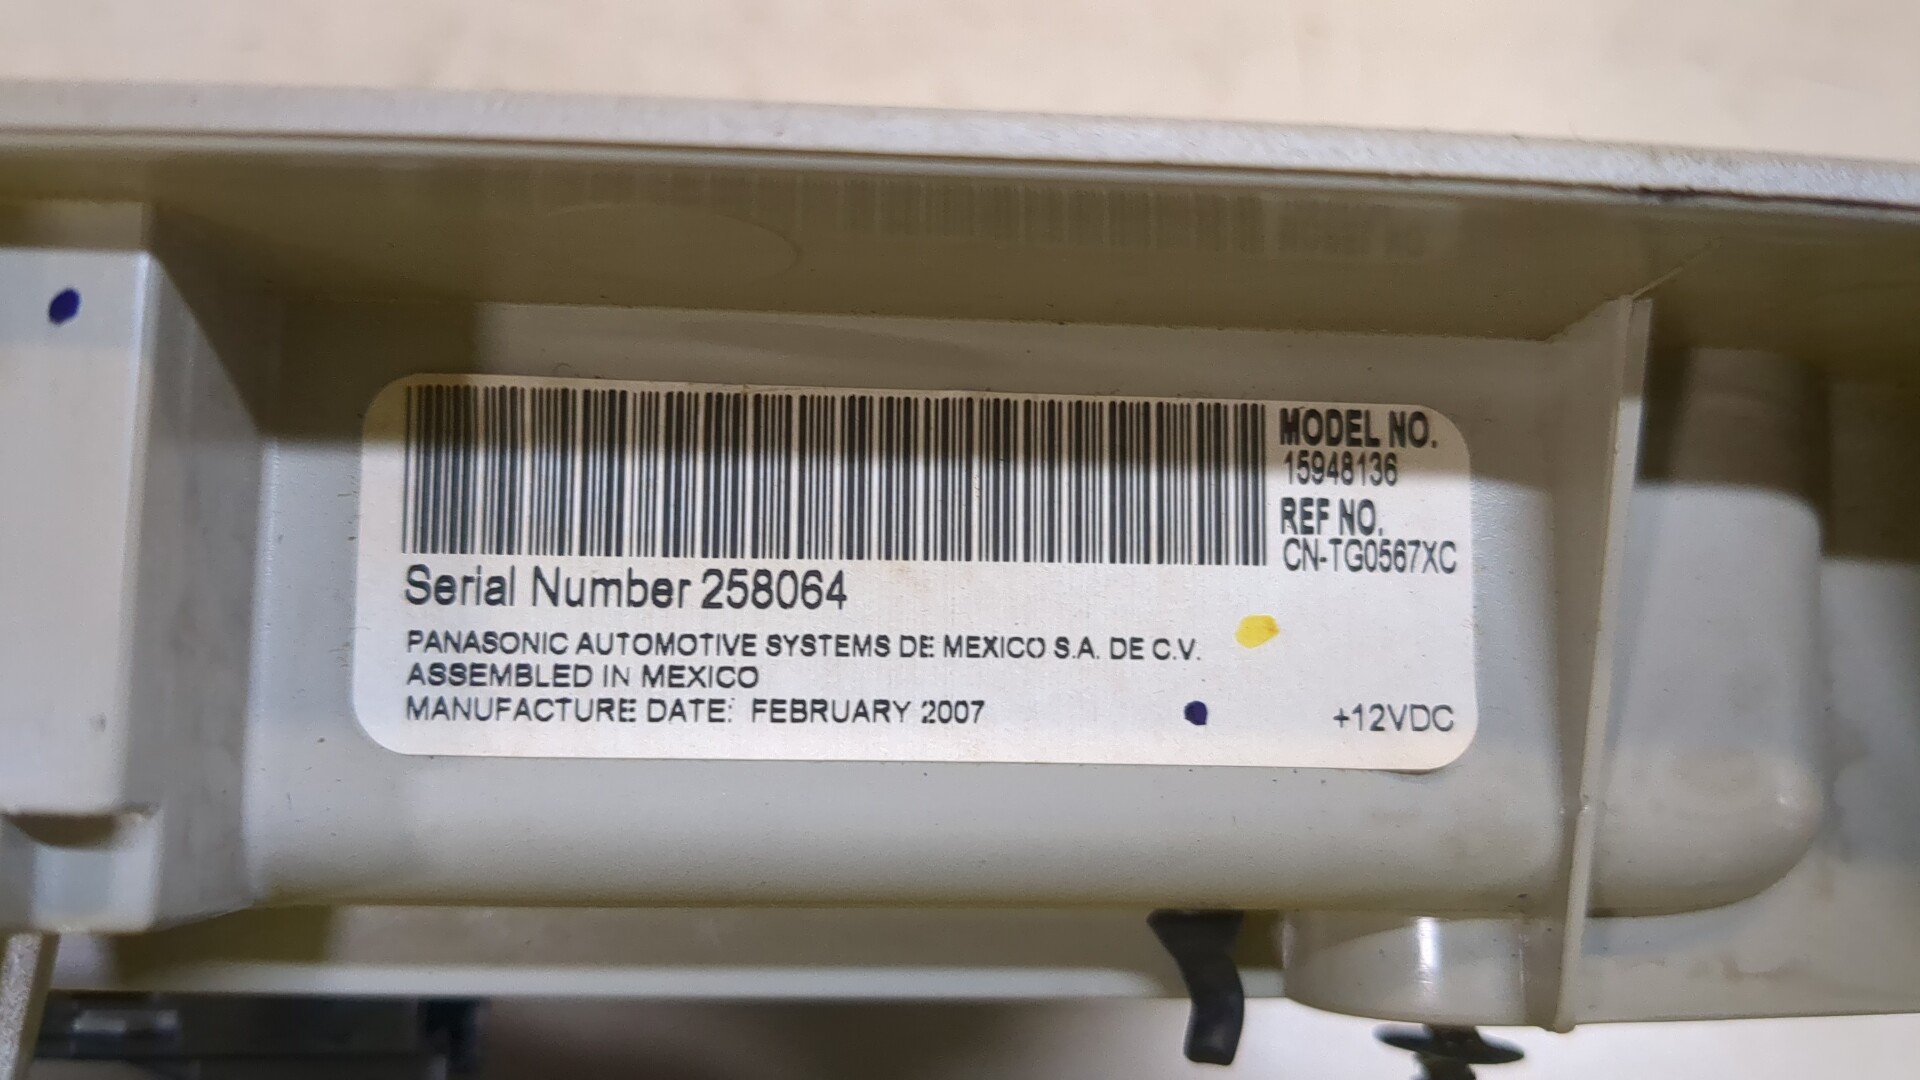 MODEL NO.
15948136
REF NO.
CN-TG0567XC
Serial Number 258064
PANASONIC AUTOMOTIVE SYSTEMS DE MEXICO S.A. DE C.V.
ASSEMBLED IN MEXICO
MANUFACTURE DATE: FEBRUARY 2007
+12VDC